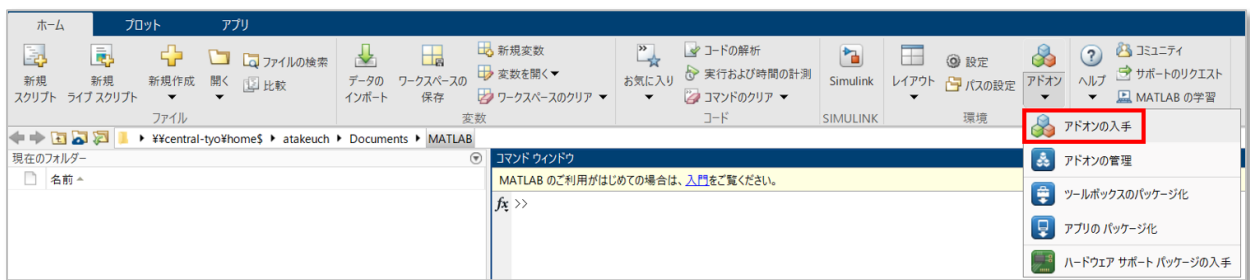 ホーム プロット アプリ
新規 スクリプト
新規 ライブ スクリプト
新規作成
開く
ファイルの検索
比較
ファイル
データの インポート
ワークスペースの 保存
新規変数
変数を開く
ワークスペースのクリア
変数
お気に入り
コードの解析
実行および時間の計測
コマンドのクリア
コード
Simulink
SIMULINK
レイアウト
設定
パスの設定
アドオン
環境
ヘルプ
コミュニティ
サポートのリクエスト
MATLAB の学習
アドオンの入手
アドオンの管理
ツールボックスのパッケージ化
アプリの パッケージ化
ハードウェア サポート パッケージの入手
¥¥central-tyo¥home$ atakeuch Documents MATLAB
現在のフォルダー
名前
コマンド ウィンドウ
MATLAB のご利用がはじめての場合は、入門をご覧ください。
fx >>